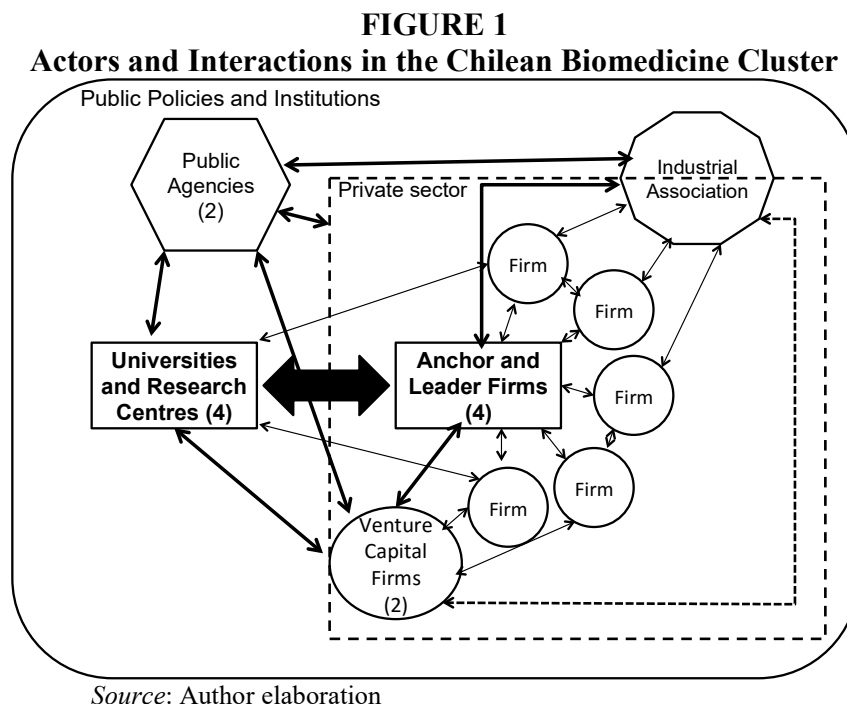 FIGURE 1
Actors and Interactions in the Chilean Biomedicine Cluster
Public Policies and Institutions
Public
Agencies
(2)
Industrial
Association
Private sector
Firm
Firm
Universities
and Research
Centres (4)
Anchor and
Leader Firms
(4)
Firm
Firm
Firm
Venture
Capital
Firms
(2)
Source: Author elaboration